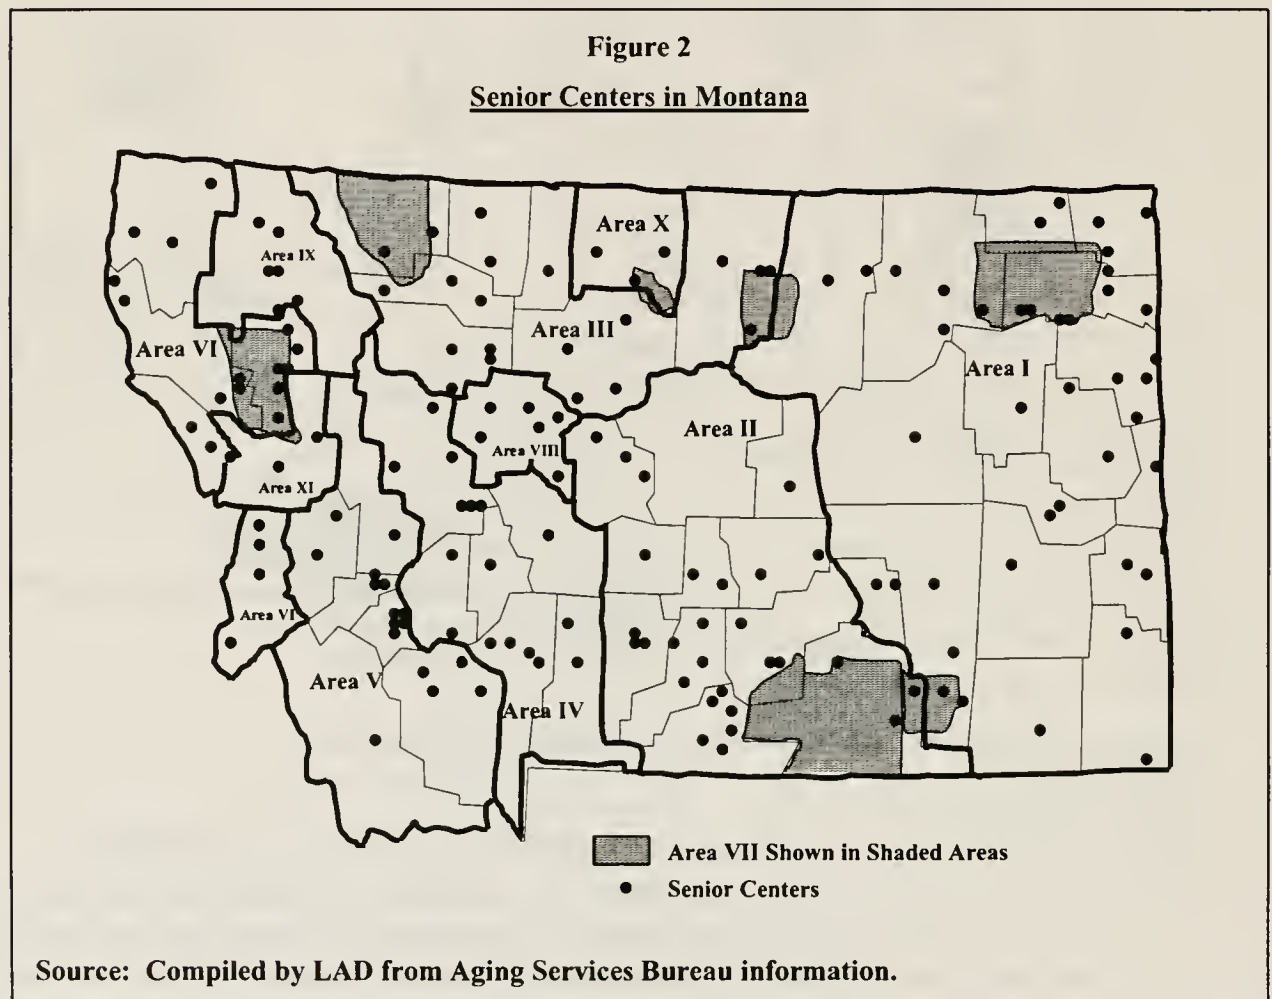 Figure 2
Senior Centers in Montana
Area X
Area IX
Area III
Area VI
Area I
Area II
Area VIII
Area XI
Area VI
Area V
Area IV
Area VII Shown in Shaded Areas
Senior Centers
Source: Compiled by LAD from Aging Services Bureau information.